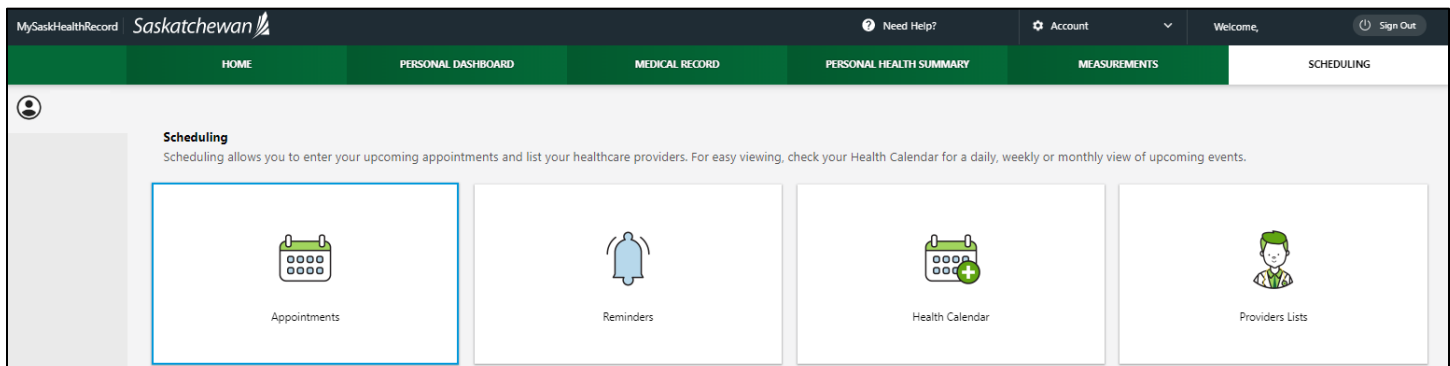 MySaskHealthRecord Saskatchewan Need Help? Account Welcome, Sign Out
HOME PERSONAL DASHBOARD MEDICAL RECORD PERSONAL HEALTH SUMMARY MEASUREMENTS SCHEDULING
Scheduling
Scheduling allows you to enter your upcoming appointments and list your healthcare providers. For easy viewing, check your Health Calendar for a daily, weekly or monthly view of upcoming events.
Appointments Reminders Health Calendar Providers Lists